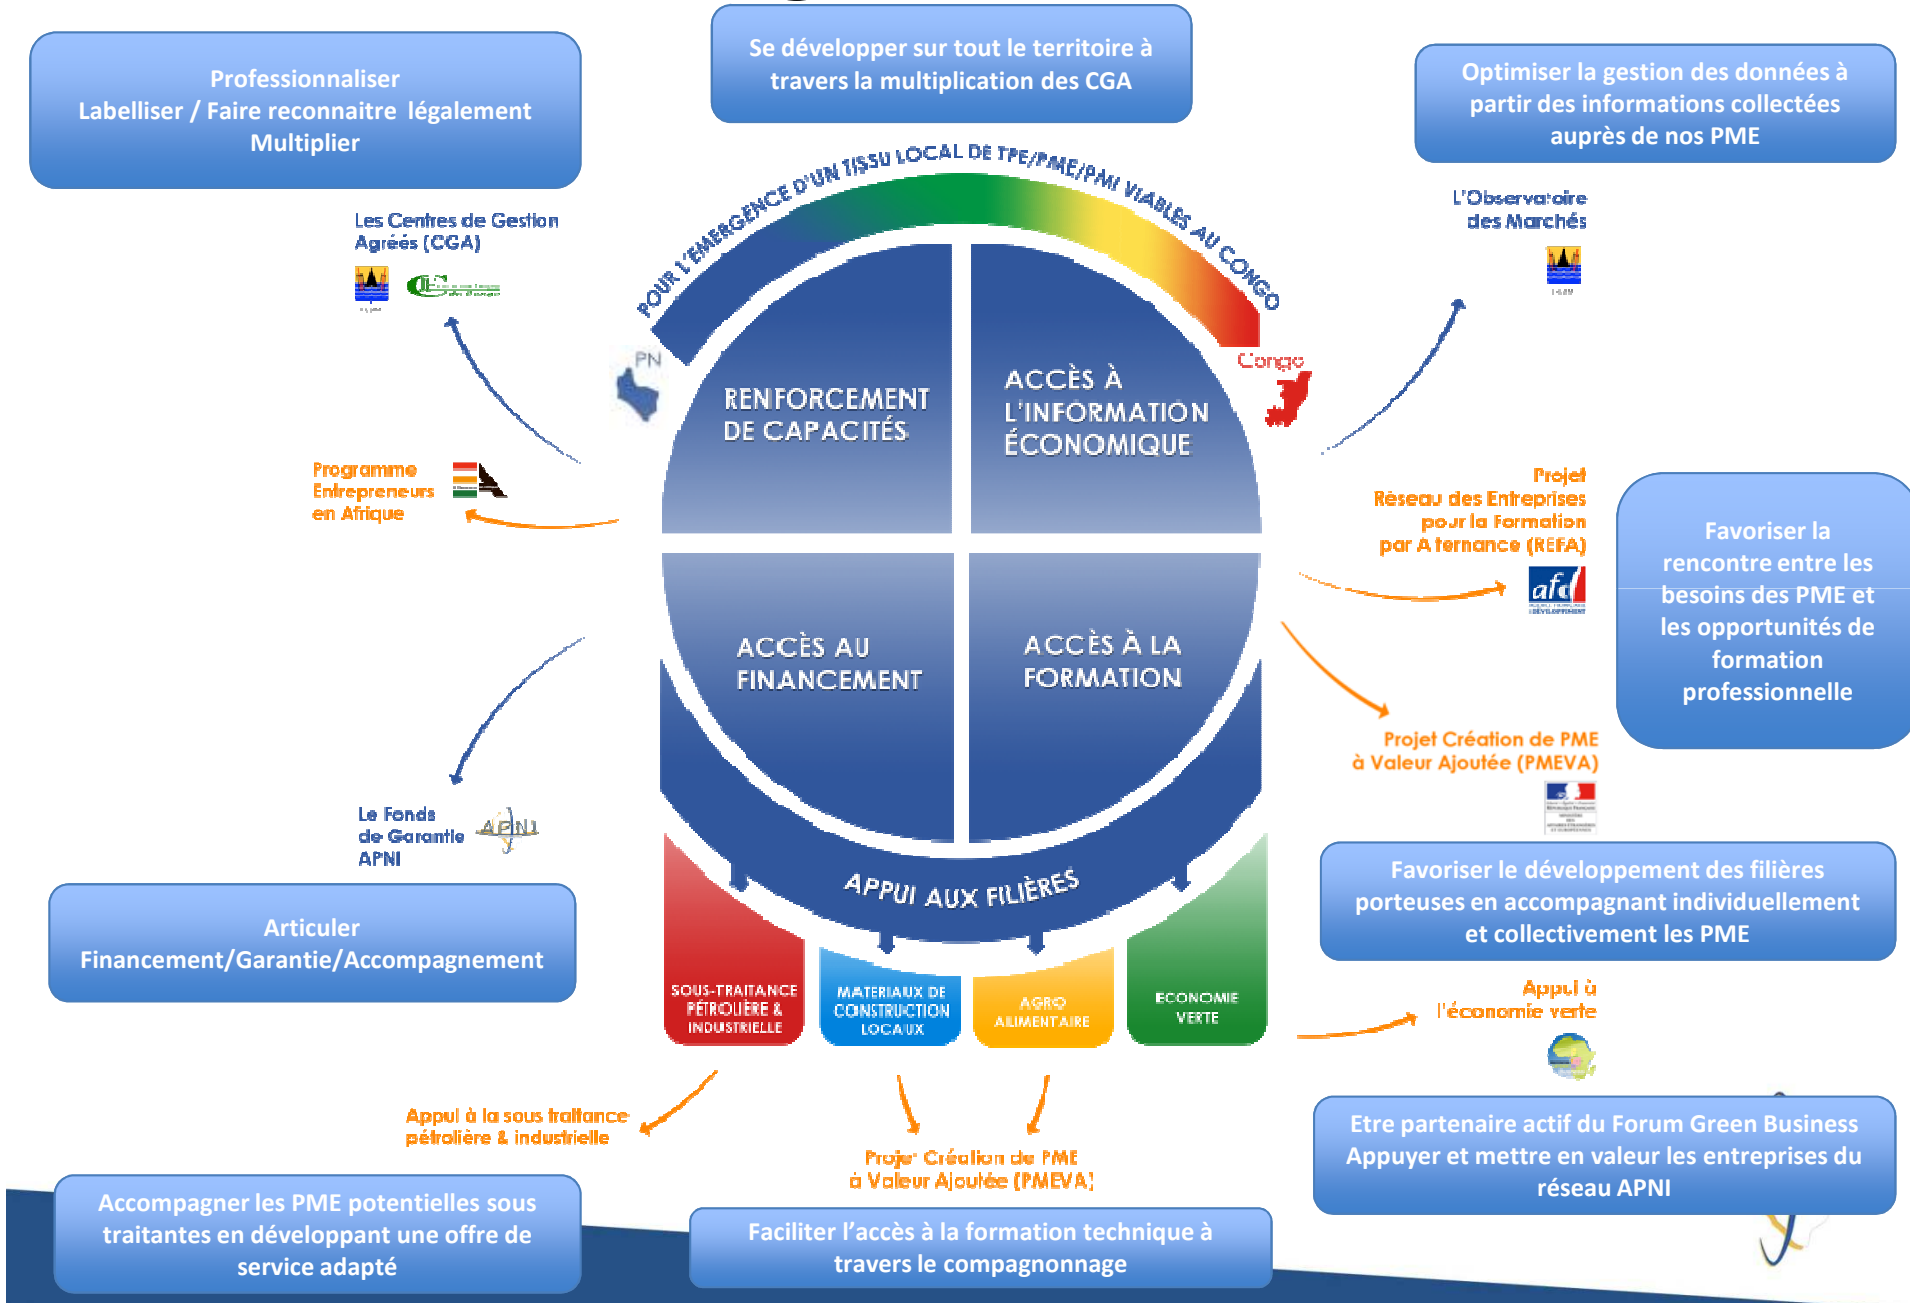 Professionnaliser
Labelliser / Faire reconnaitre légalement
Multiplier
Se développer sur tout le territoire à
travers la multiplication des CGA
Optimiser la gestion des données à
partir des informations collectées
auprès de nos PME
POUR L'EMERGENCE D'UN TISSU LOCAL DE TPE/PME/PMI VIABLES AU CONGO
Les Centres de Gestion
Agréés (CGA)
L'Observatoire
des Marchés
PN
Congo
RENFORCEMENT
DE CAPACITÉS
ACCÈS À
L'INFORMATION
ÉCONOMIQUE
Programme
Entrepreneurs
en Afrique
Projet
Réseau des Entreprises
pour la Formation
par Alternance (REFA)
afd
Favoriser la
rencontre entre les
besoins des PME et
les opportunités de
formation
professionnelle
ACCÈS AU
FINANCEMENT
ACCÈS À LA
FORMATION
Projet Création de PME
à Valeur Ajoutée (PMEVA)
Le Fonds
de Garantie
APNI
APNI
APPUI AUX FILIÈRES
Articuler
Financement/Garantie/Accompagnement
Favoriser le développement des filières
porteuses en accompagnant individuellement
et collectivement les PME
SOUS-TRAITANCE
PÉTROLIÈRE &
INDUSTRIELLE
MATERIAUX DE
CONSTRUCTION
LOCAUX
AGRO
ALIMENTAIRE
ECONOMIE
VERTE
Appui à
l'économie verte
Appui à la sous traitance
pétrolière & industrielle
Projet Création de PME
à Valeur Ajoutée (PMEVA)
Etre partenaire actif du Forum Green Business
Appuyer et mettre en valeur les entreprises du
réseau APNI
Accompagner les PME potentielles sous
traitantes en développant une offre de
service adapté
Faciliter l'accès à la formation technique à
travers le compagnonnage